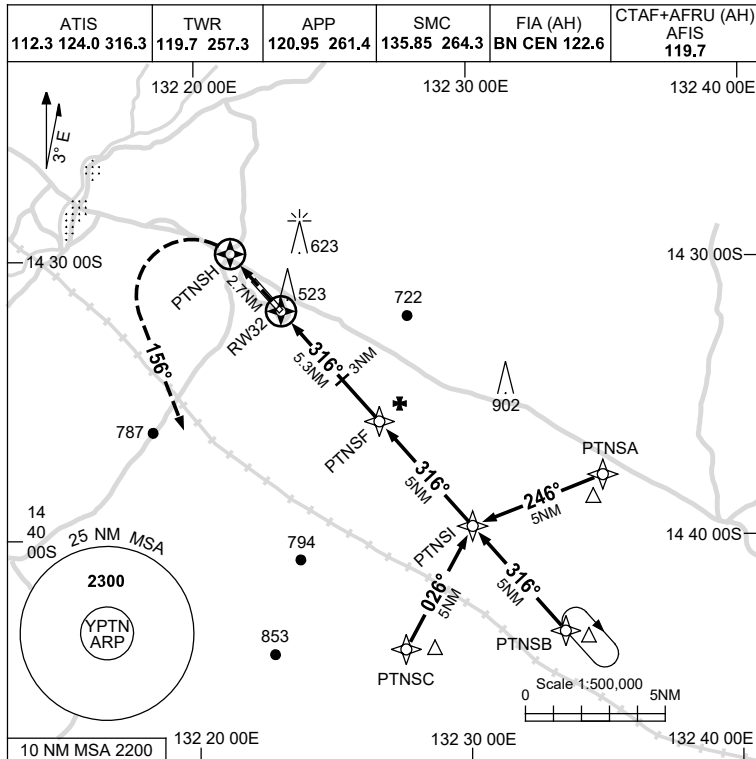 ATIS
112.3 124.0 316.3
TWR
119.7 257.3
APP
120.95 261.4
SMC
135.85 264.3
FIA (AH)
BN CEN 122.6
CTAF+AFRU (AH)
AFIS
119.7
132 20 00E
132 30 00E
132 40 00E
3° E
14 30 00S
14 30 00S
623
523
722
PTNSH
2.7NM
RW32
316°
5.3NM
3NM
902
156°
787
PTNSF
PTNSA
316°
5NM
246°
5NM
14
40
00S
14 40 00S
PTNSI
25 NM MSA
2300
YPTN
ARP
794
853
026°
5NM
316°
5NM
PTNSB
PTNSC
Scale 1:500,000
0
5NM
10 NM MSA 2200
132 20 00E
132 30 00E
132 40 00E